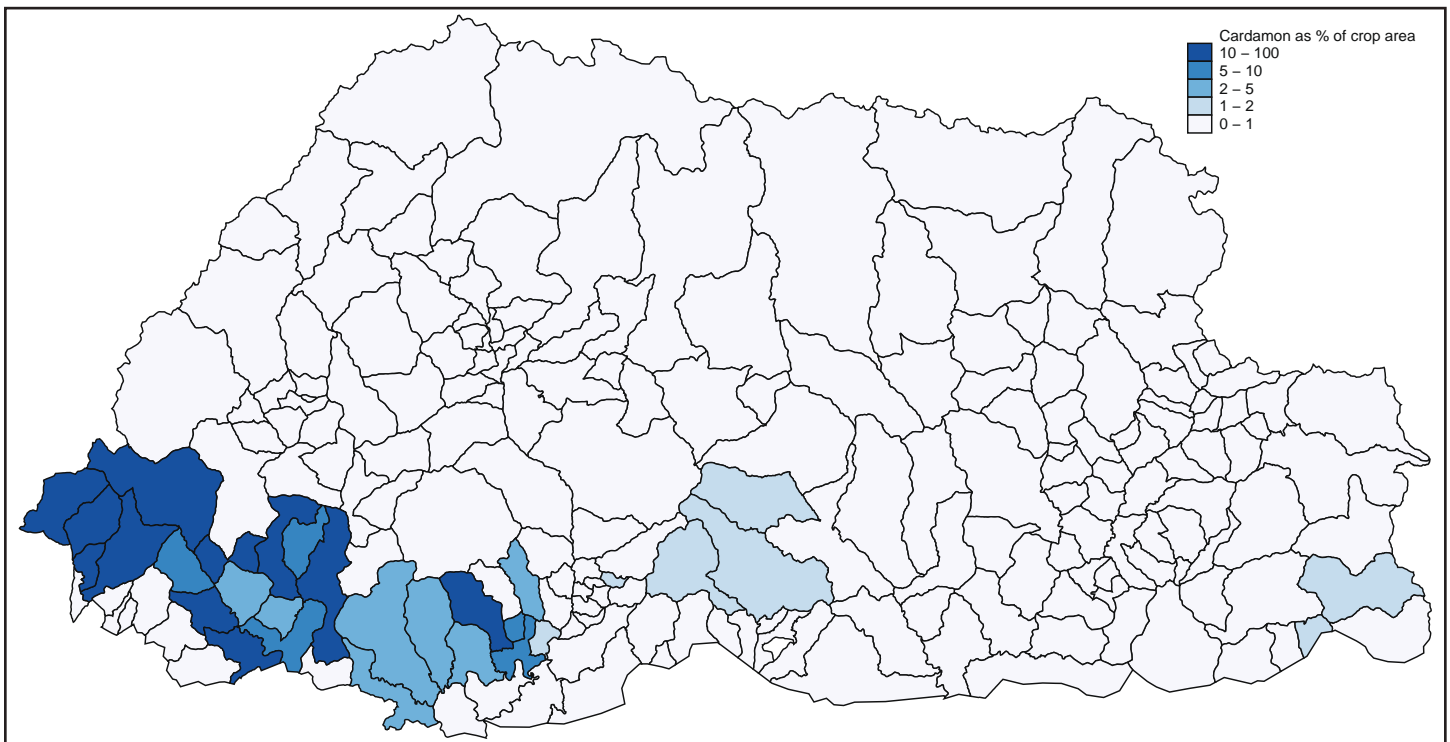 Cardamon as % of crop area
10 – 100
5 – 10
2 – 5
1 – 2
0 – 1